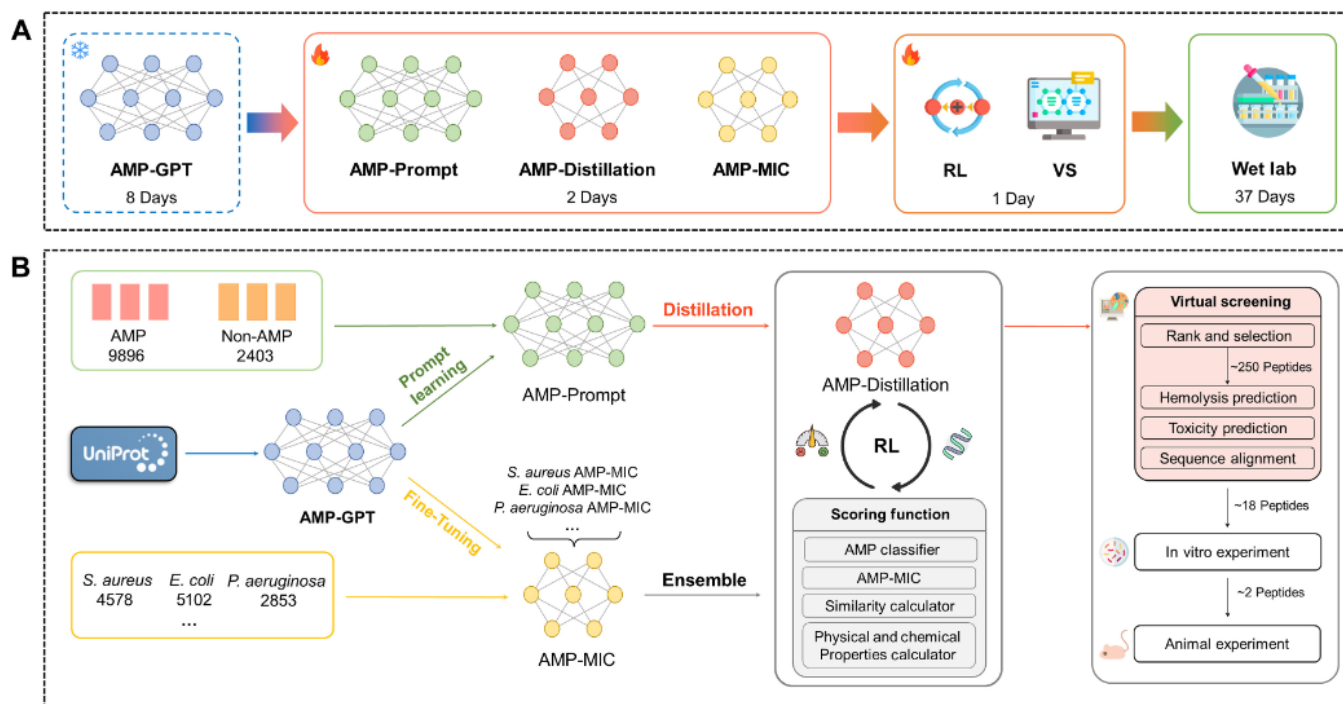 A
AMP-GPT
8 Days
AMP-Prompt
AMP-Distillation
AMP-MIC
2 Days
RL
VS
1 Day
Wet lab
37 Days
B
AMP
9896
Non-AMP
2403
UniProt
AMP-GPT
Prompt
learning
Fine-Tuning
AMP-Prompt
S. aureus AMP-MIC
E. coli AMP-MIC
P. aeruginosa AMP-MIC
...
AMP-MIC
S. aureus
4578
E. coli
5102
P. aeruginosa
2853
...
Distillation
Ensemble
AMP-Distillation
RL
Scoring function
AMP classifier
AMP-MIC
Similarity calculator
Physical and chemical
Properties calculator
Virtual screening
Rank and selection
~250 Peptides
Hemolysis prediction
Toxicity prediction
Sequence alignment
~18 Peptides
In vitro experiment
~2 Peptides
Animal experiment